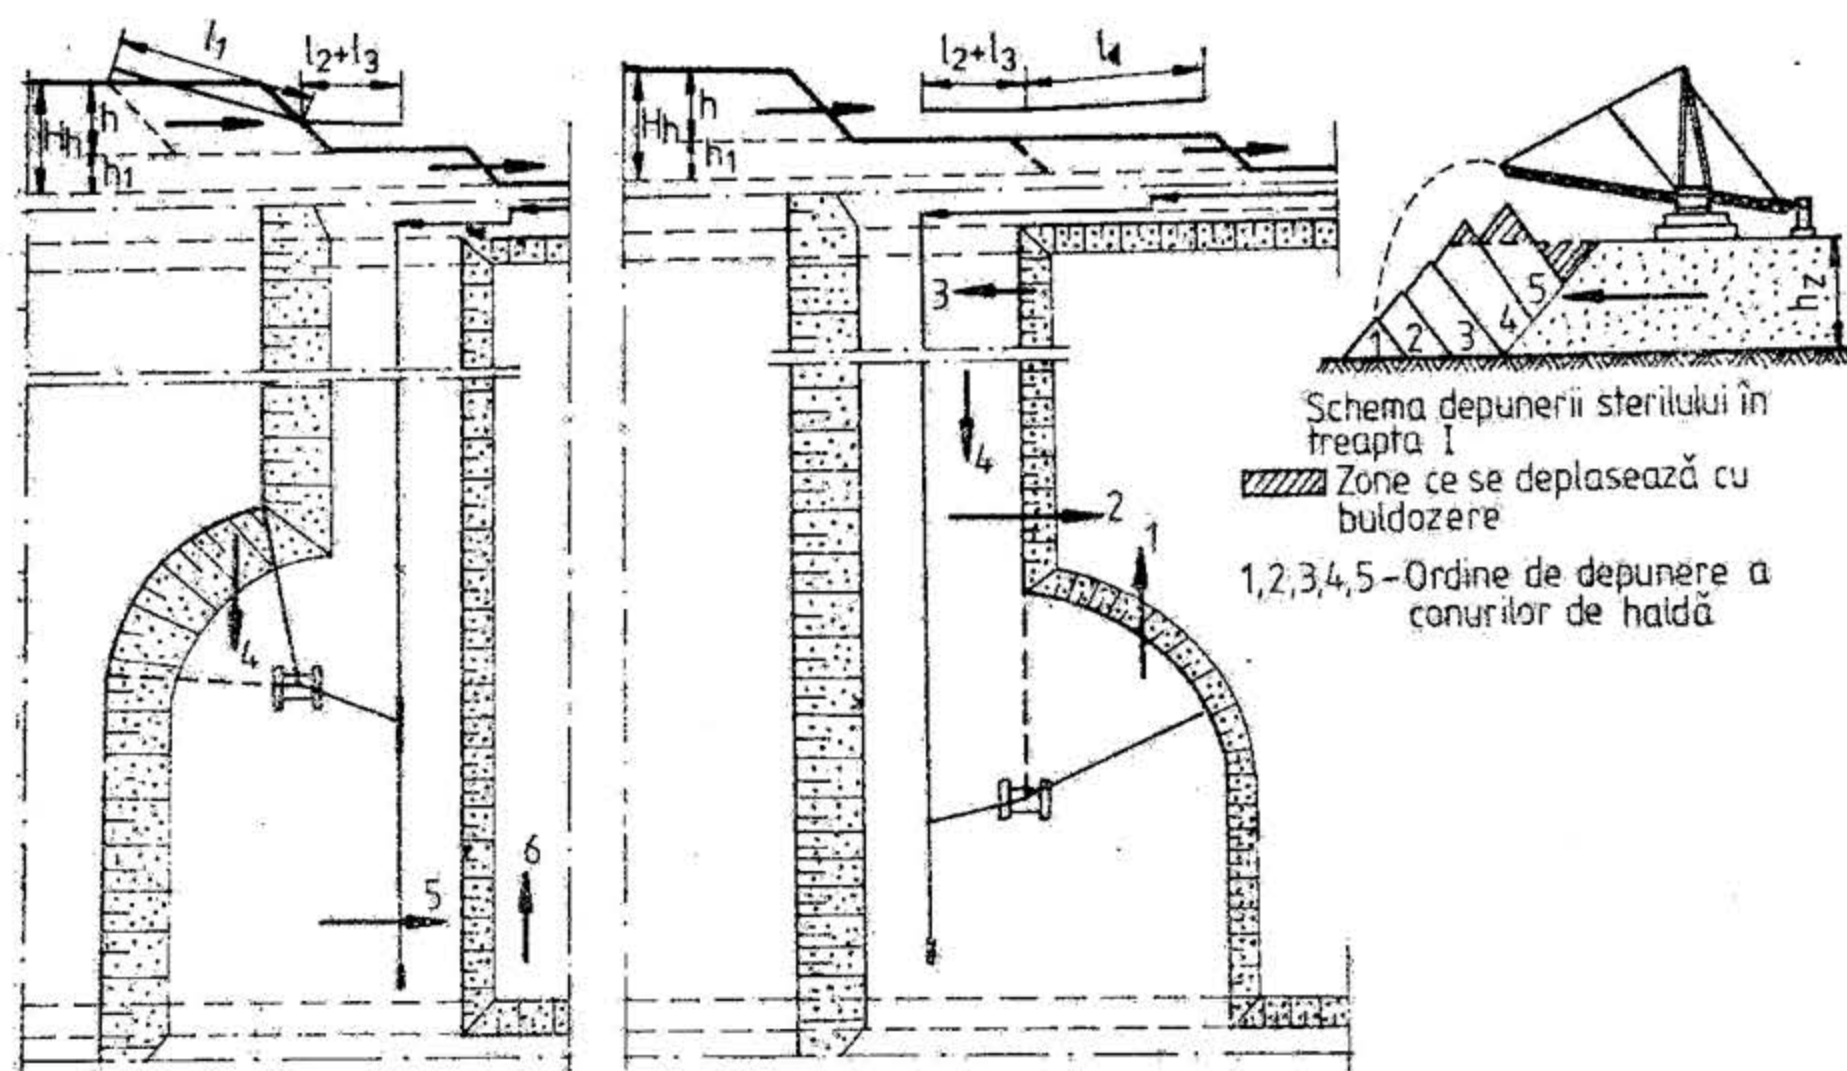 l₁
l₂+l₃
Hh
h
h₁
4
5
6
l₂+l₃
l₄
Hh
h
h₁
3
4
2
1
1 2 3 4 5
hz
Schema depunerii sterilului în
treapta I
Zone ce se deplasează cu
buldozere
1,2,3,4,5-Ordine de depunere a
conurilor de haldă